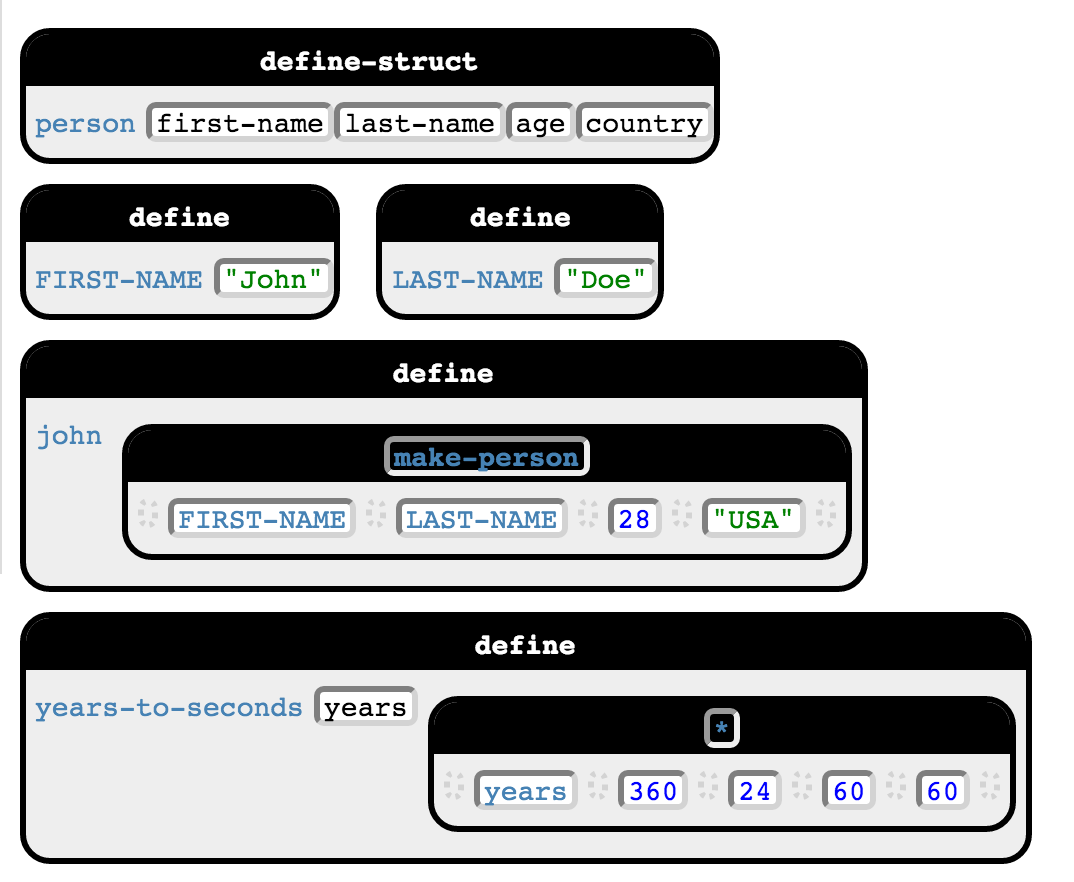 define-struct
person first-name last-name age country
define define
FIRST-NAME "John" LAST-NAME "Doe"
define
john
make-person
FIRST-NAME LAST-NAME 28 "USA"
define
years-to-seconds years
*
years 360 24 60 60